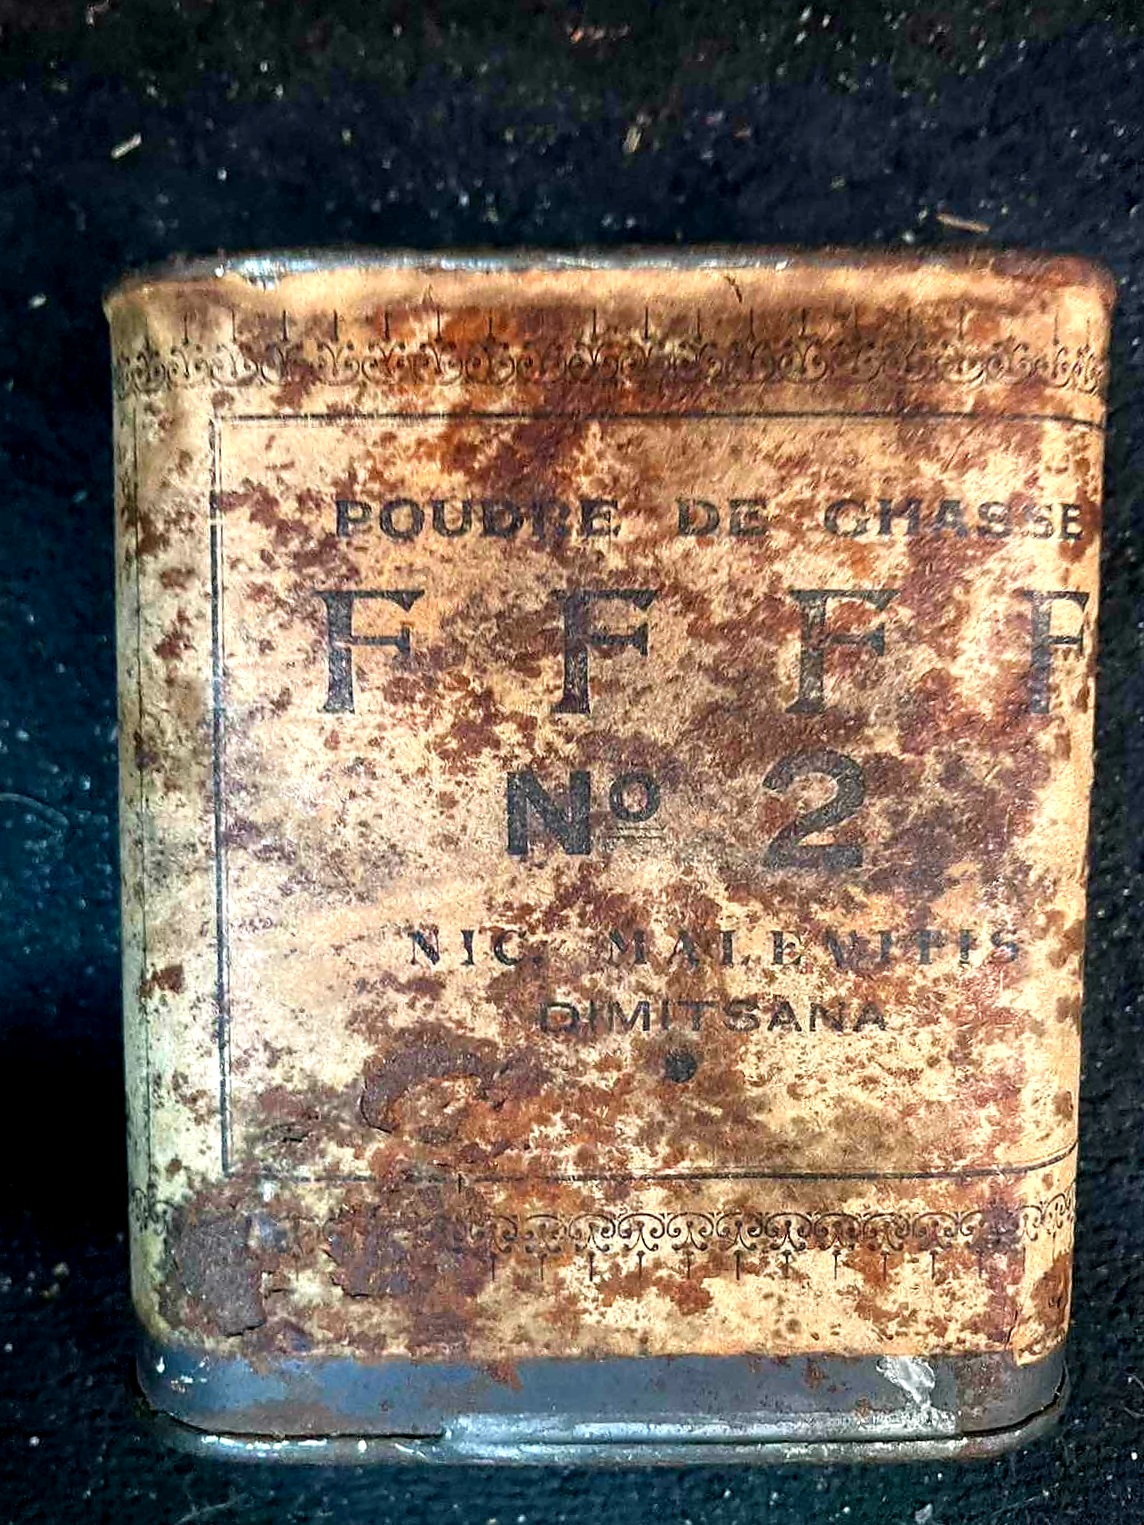 POUDRE DE CHASSE
F F F F
No 2
NIC. MALEVITIS
DIMITSANA